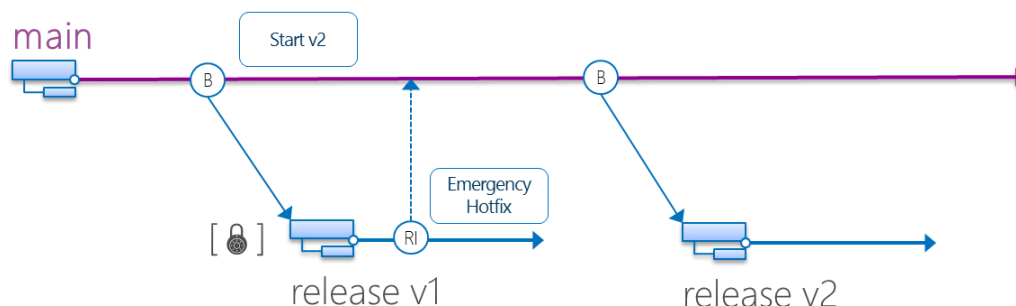 main
Start v2
B
B
Emergency
Hotfix
[ ]
RI
release v1
release v2